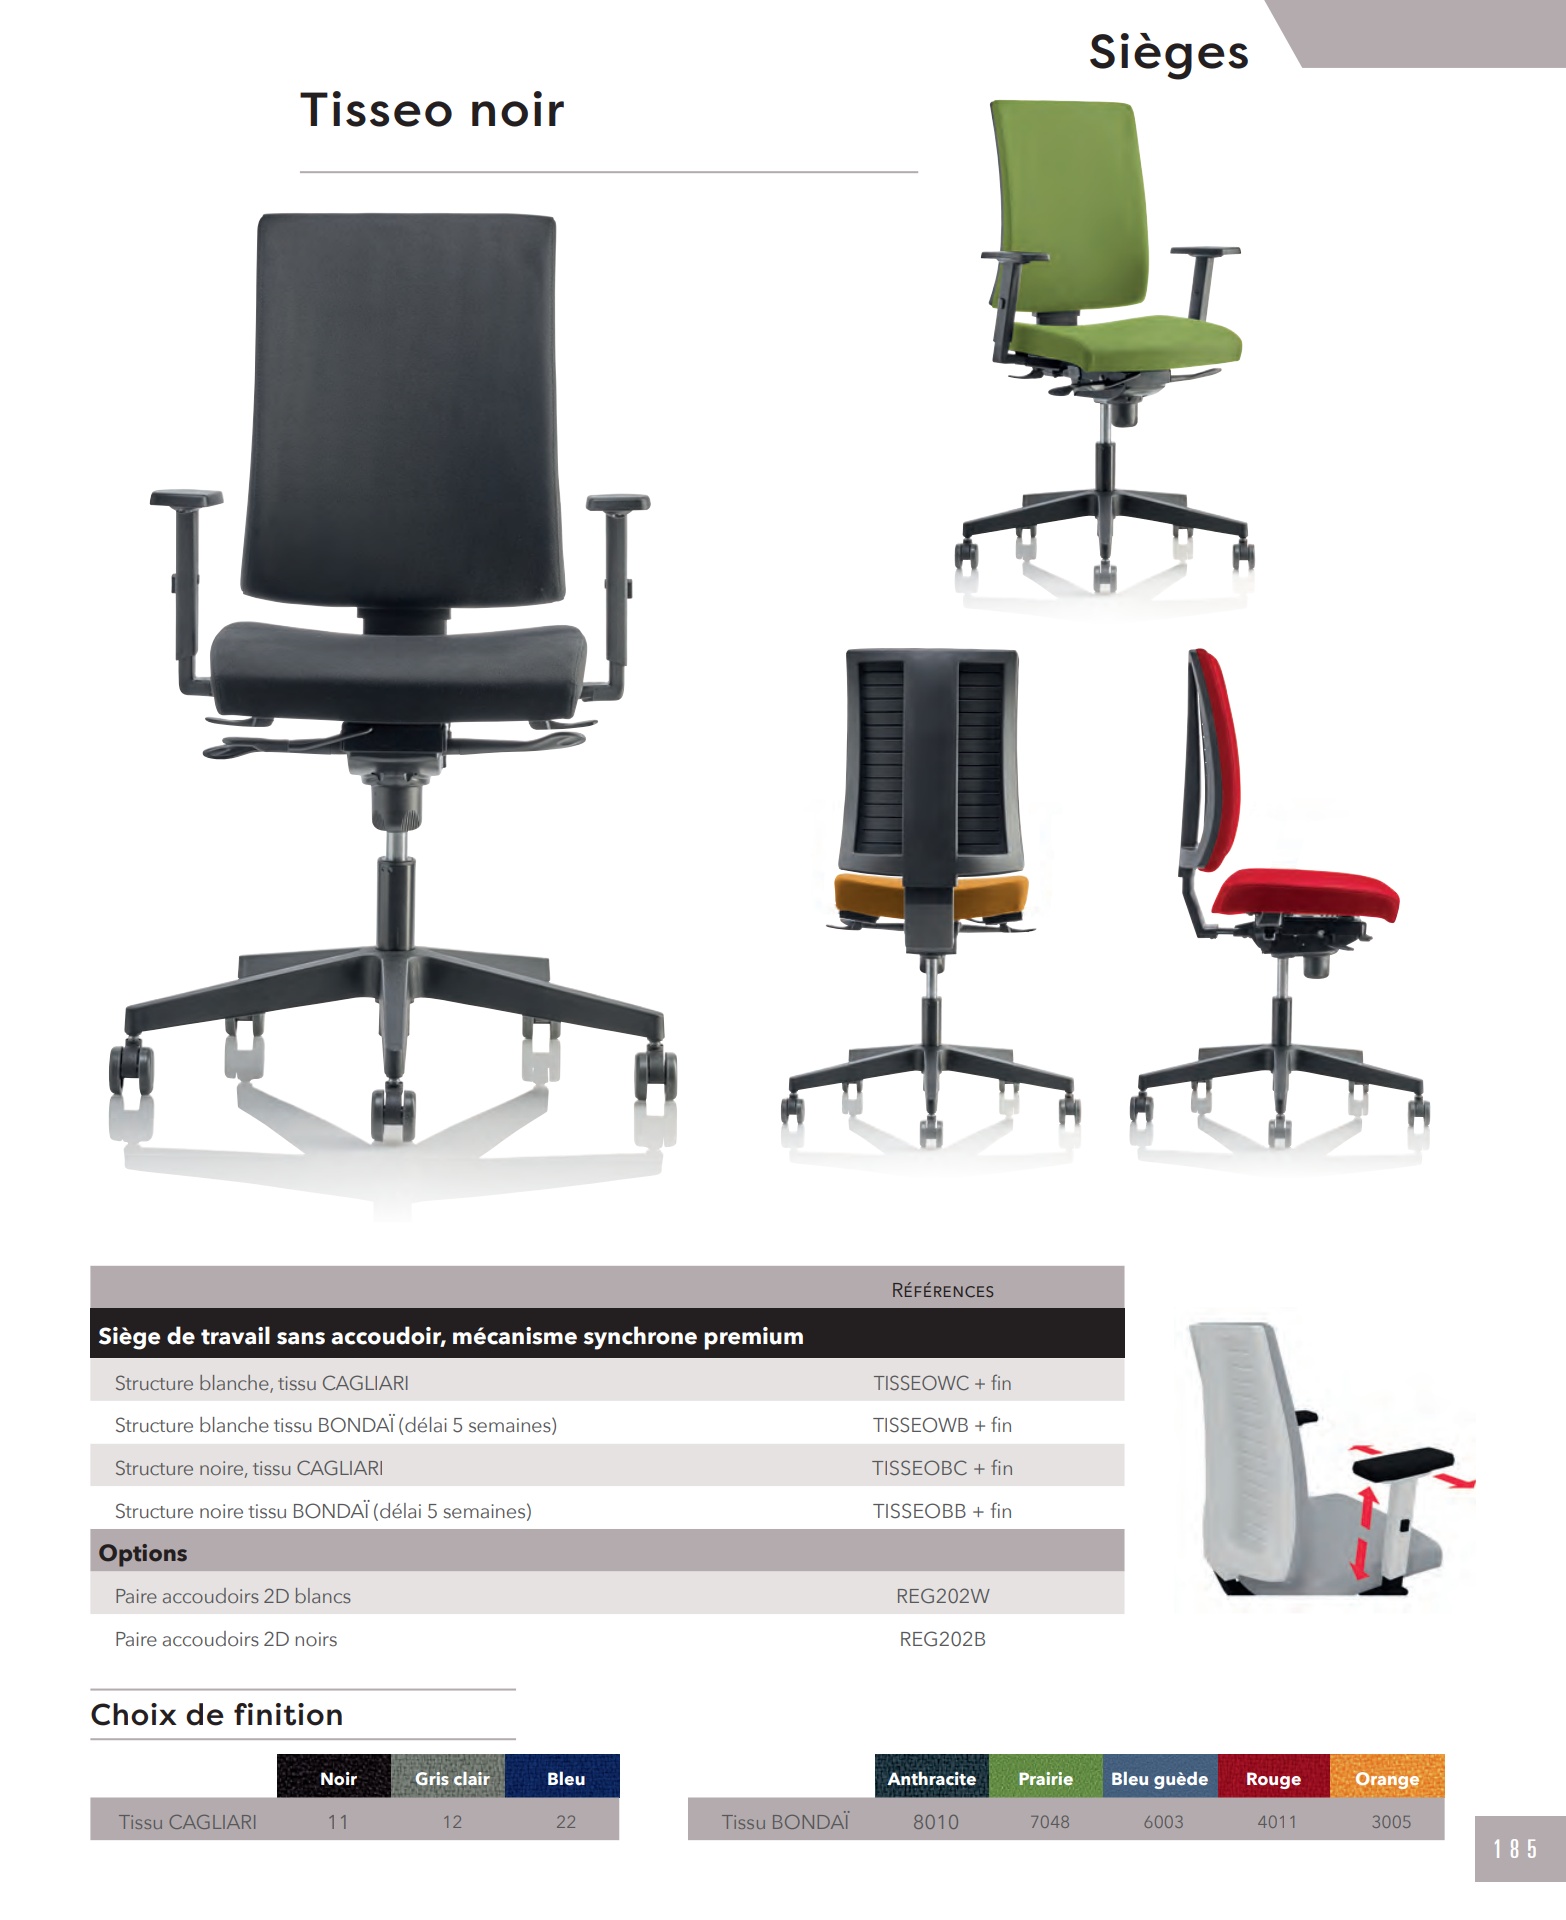 Sièges
Tisseo noir
RÉFÉRENCES
Siège de travail sans accoudoir, mécanisme synchrone premium
Structure blanche, tissu CAGLIARI TISSEOWC + fin
Structure blanche tissu BONDAÏ (délai 5 semaines) TISSEOWB + fin
Structure noire, tissu CAGLIARI TISSEOBC + fin
Structure noire tissu BONDAÏ (délai 5 semaines) TISSEOBB + fin
Options
Paire accoudoirs 2D blancs REG202W
Paire accoudoirs 2D noirs REG202B
Choix de finition
Noir Gris clair Bleu
Tissu CAGLIARI 11 12 22
Anthracite Prairie Bleu guède Rouge Orange
Tissu BONDAÏ 8010 7048 6003 4011 3005
185